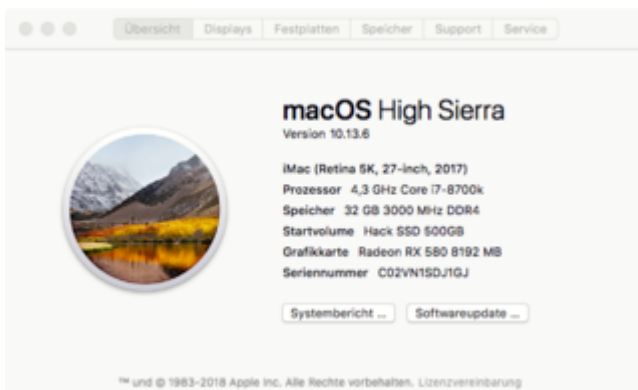 Übersicht Displays Festplatten Speicher Support Service
macOS High Sierra
Version 10.13.6
iMac (Retina 5K, 27-inch, 2017)
Prozessor 4,3 GHz Core i7-8700k
Speicher 32 GB 3000 MHz DDR4
Startvolume Hack SSD 500GB
Grafikkarte Radeon RX 580 8192 MB
Seriennummer C02VN1SDJ1GJ
Systembericht ... Softwareupdate ...
™ und © 1983-2018 Apple Inc. Alle Rechte vorbehalten. Lizenzvereinbarung